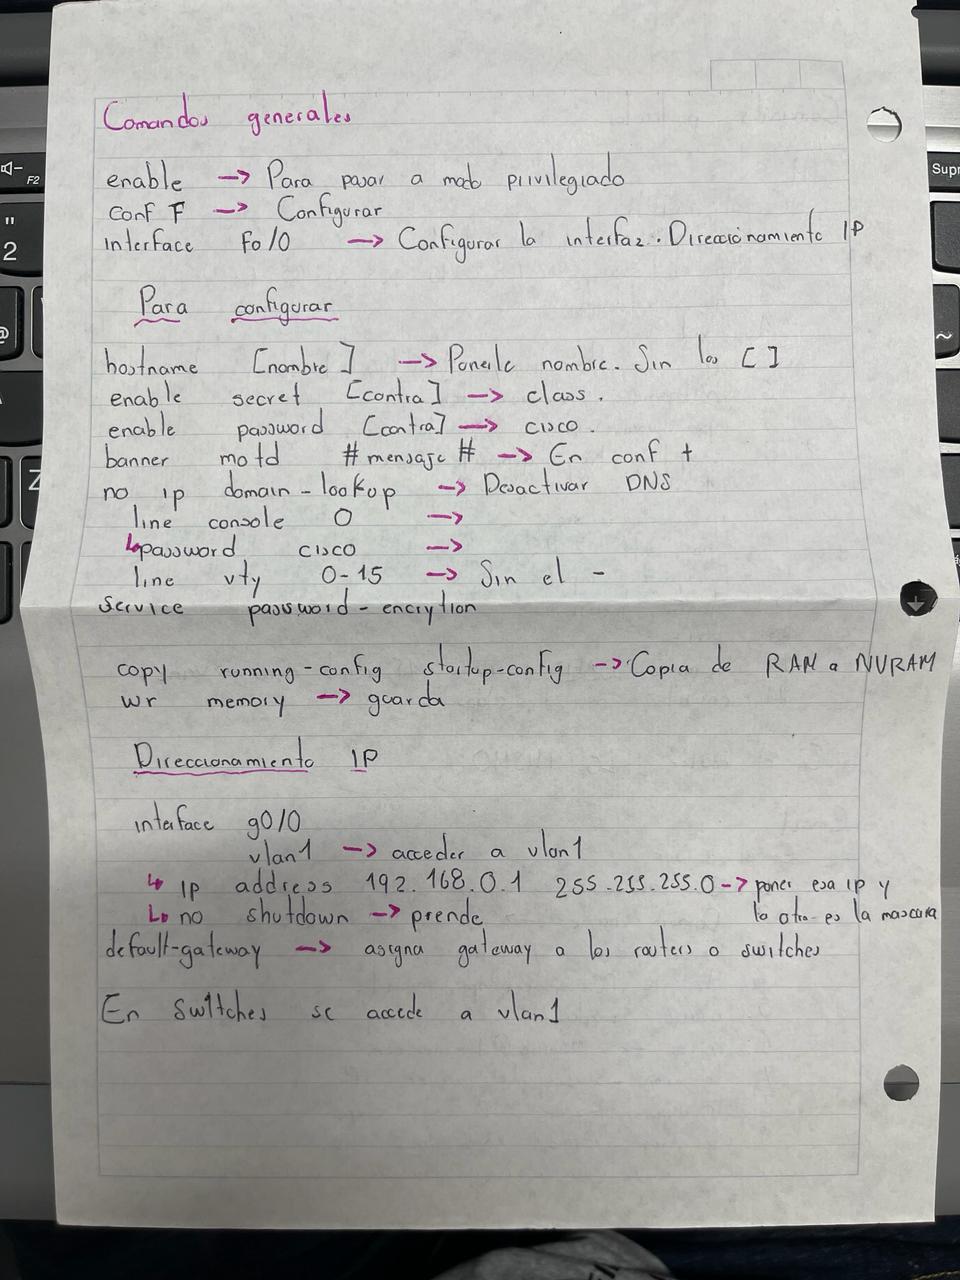 Comandos generales
enable → Para pasar a modo privilegiado
conf F → Configurar
interface Fo/0 → Configurar la interfaz. Direccionamiento IP
Para configurar
hostname [nombre] → Ponerle nombre. Sin los []
enable secret [contra] → class.
enable password [contra] → cisco.
banner motd #mensaje# → En conf t
no ip domain-lookup → Desactivar DNS
line console 0 →
↳password cisco →
line vty 0-15 → Sin el -
service password-encrytion
copy running-config startup-config → Copia de RAM a NVRAM
wr memory → guarda
Direccionamiento IP
inteface g0/0
vlan1 → acceder a vlan1
↳ ip address 192.168.0.1 255.255.255.0 → poner esa IP y
la otra es la mascara
↳ no shutdown → prende
default-gateway → asigna gateway a los routers o switches
En switches se accede a vlan1
F2
"
2
@
Z
Supr
~